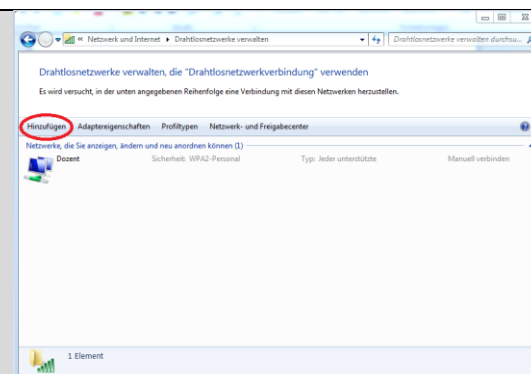 « Netzwerk und Internet ▸ Drahtlosnetzwerke verwalten
Drahtlosnetzwerke verwalten durchsu...
Drahtlosnetzwerke verwalten, die "Drahtlosnetzwerkverbindung" verwenden
Es wird versucht, in der unten angegebenen Reihenfolge eine Verbindung mit diesen Netzwerken herzustellen.
Hinzufügen Adaptereigenschaften Profiltypen Netzwerk- und Freigabecenter
Netzwerke, die Sie anzeigen, ändern und neu anordnen können (1)
Dozent Sicherheit: WPA2-Personal Typ: Jeder unterstützte Manuell verbinden
1 Element